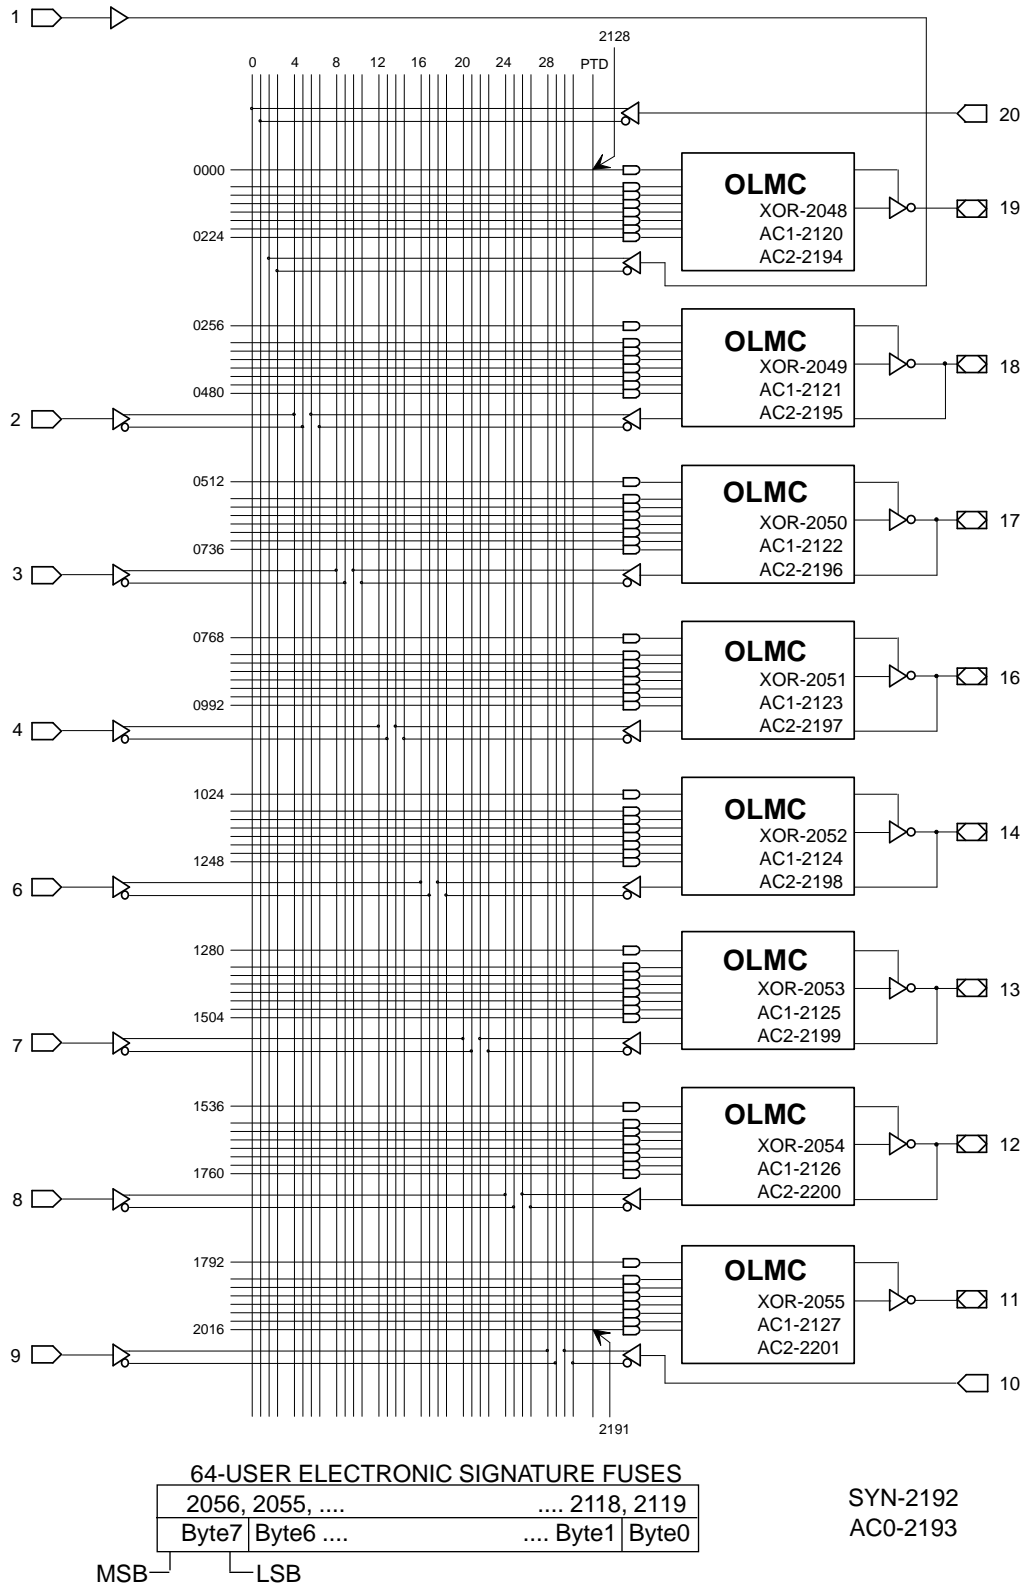 1
2128
0 4 8 12 16 20 24 28 PTD
20
0000
OLMC
XOR-2048
19
0224
AC1-2120
AC2-2194
0256
OLMC
XOR-2049
18
0480
AC1-2121
AC2-2195
2
0512
OLMC
XOR-2050
17
0736
AC1-2122
AC2-2196
3
0768
OLMC
XOR-2051
16
0992
AC1-2123
AC2-2197
4
1024
OLMC
XOR-2052
14
1248
AC1-2124
AC2-2198
6
1280
OLMC
XOR-2053
13
1504
AC1-2125
AC2-2199
7
1536
OLMC
XOR-2054
12
1760
AC1-2126
AC2-2200
8
1792
OLMC
XOR-2055
11
2016
AC1-2127
AC2-2201
9
10
2191
64-USER ELECTRONIC SIGNATURE FUSES
2056, 2055, .... .... 2118, 2119
Byte7 Byte6 .... .... Byte1 Byte0
MSB LSB
SYN-2192
AC0-2193